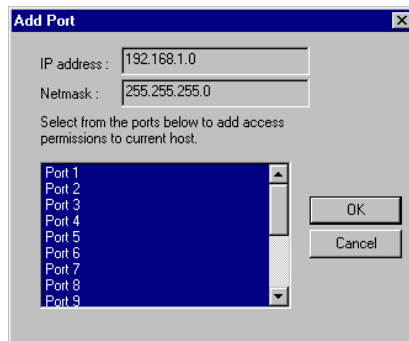 Add Port
IP address : 192.168.1.0
Netmask : 255.255.255.0
Select from the ports below to add access
permissions to current host.
Port 1
Port 2
Port 3
Port 4
Port 5
Port 6
Port 7
Port 8
Port 9
OK
Cancel